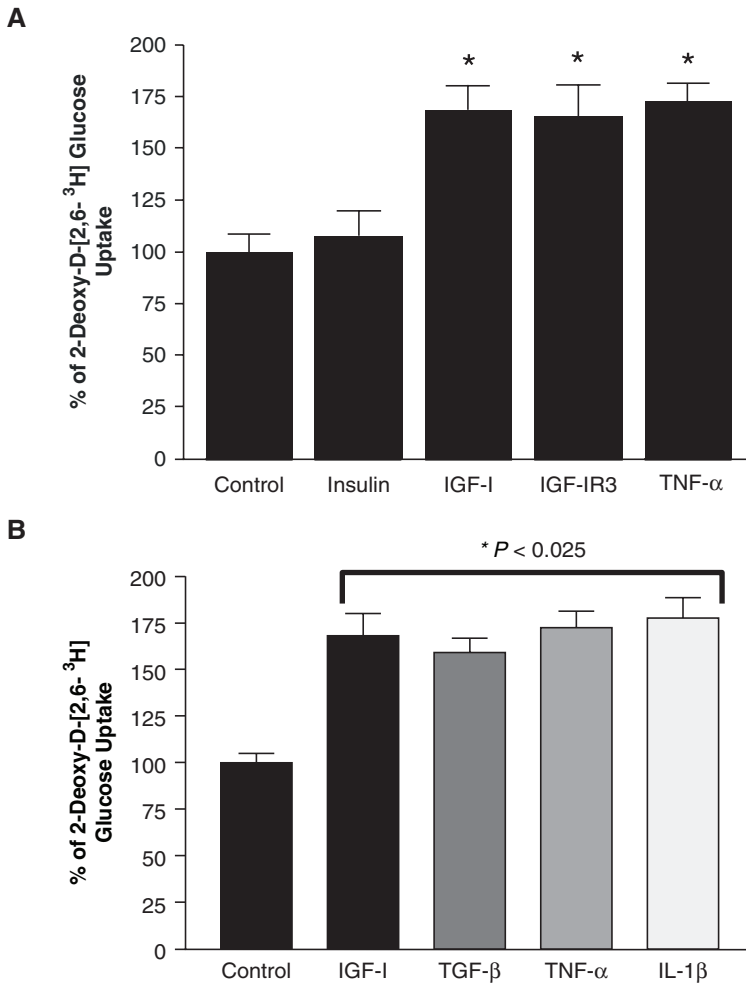 A
% of 2-Deoxy-D-[2,6- ³H] Glucose
Uptake
200
175
150
125
100
75
50
25
0
*
*
*
Control Insulin IGF-I IGF-IR3 TNF-α
B
* P < 0.025
% of 2-Deoxy-D-[2,6- ³H]
Glucose Uptake
200
175
150
125
100
75
50
25
0
Control IGF-I TGF-β TNF-α IL-1β